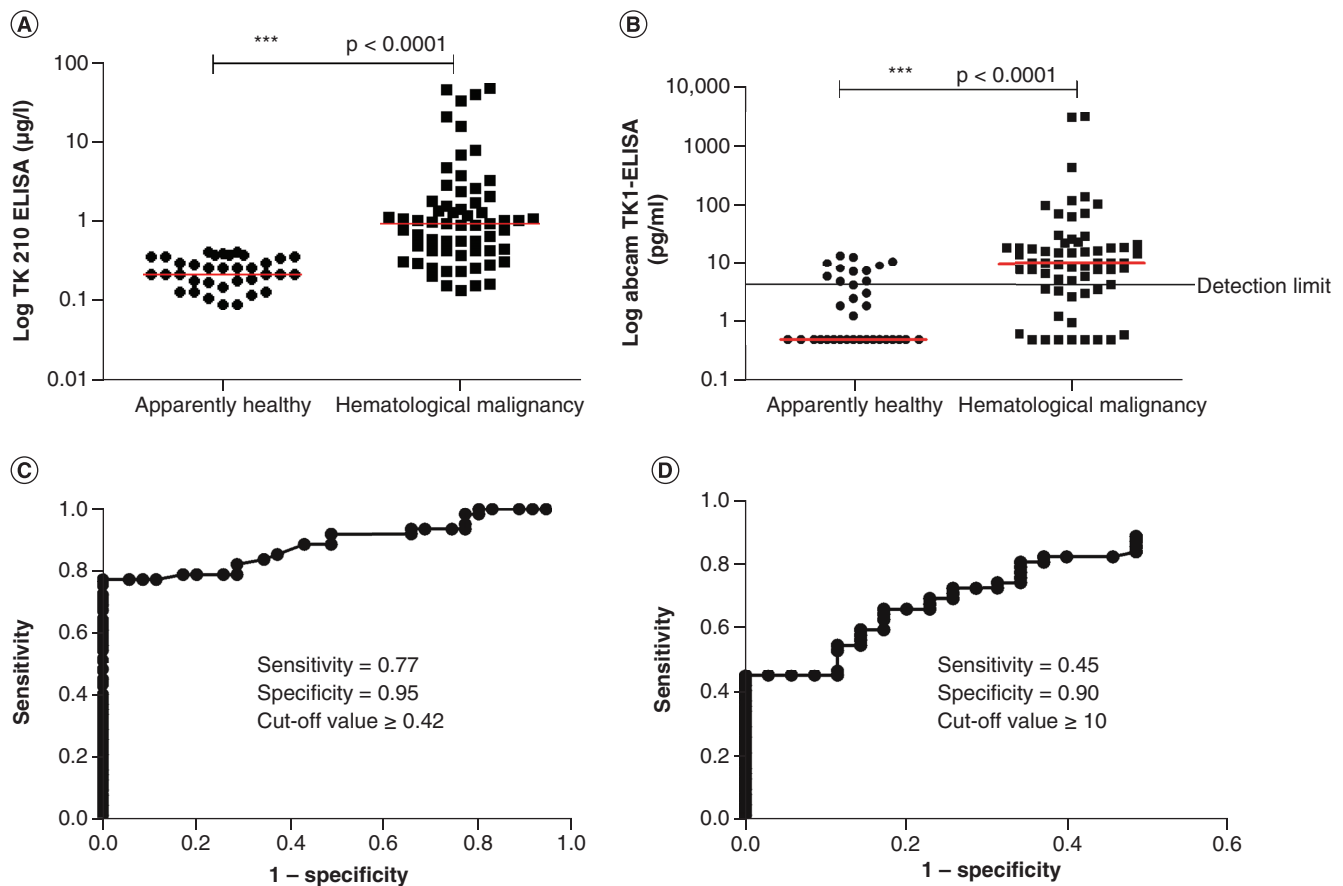 A
*** p < 0.0001
Log TK 210 ELISA (µg/l)
100
10
1
0.1
0.01
Apparently healthy Hematological malignancy
B
*** p < 0.0001
Log abcam TK1-ELISA
(pg/ml)
10,000
1000
100
10
1
0.1
Detection limit
Apparently healthy Hematological malignancy
C
Sensitivity
1.0
0.8
0.6
0.4
0.2
0.0
Sensitivity = 0.77
Specificity = 0.95
Cut-off value ≥ 0.42
0.0 0.2 0.4 0.6 0.8 1.0
1 – specificity
D
Sensitivity
1.0
0.8
0.6
0.4
0.2
0.0
Sensitivity = 0.45
Specificity = 0.90
Cut-off value ≥ 10
0.0 0.2 0.4 0.6
1 – specificity